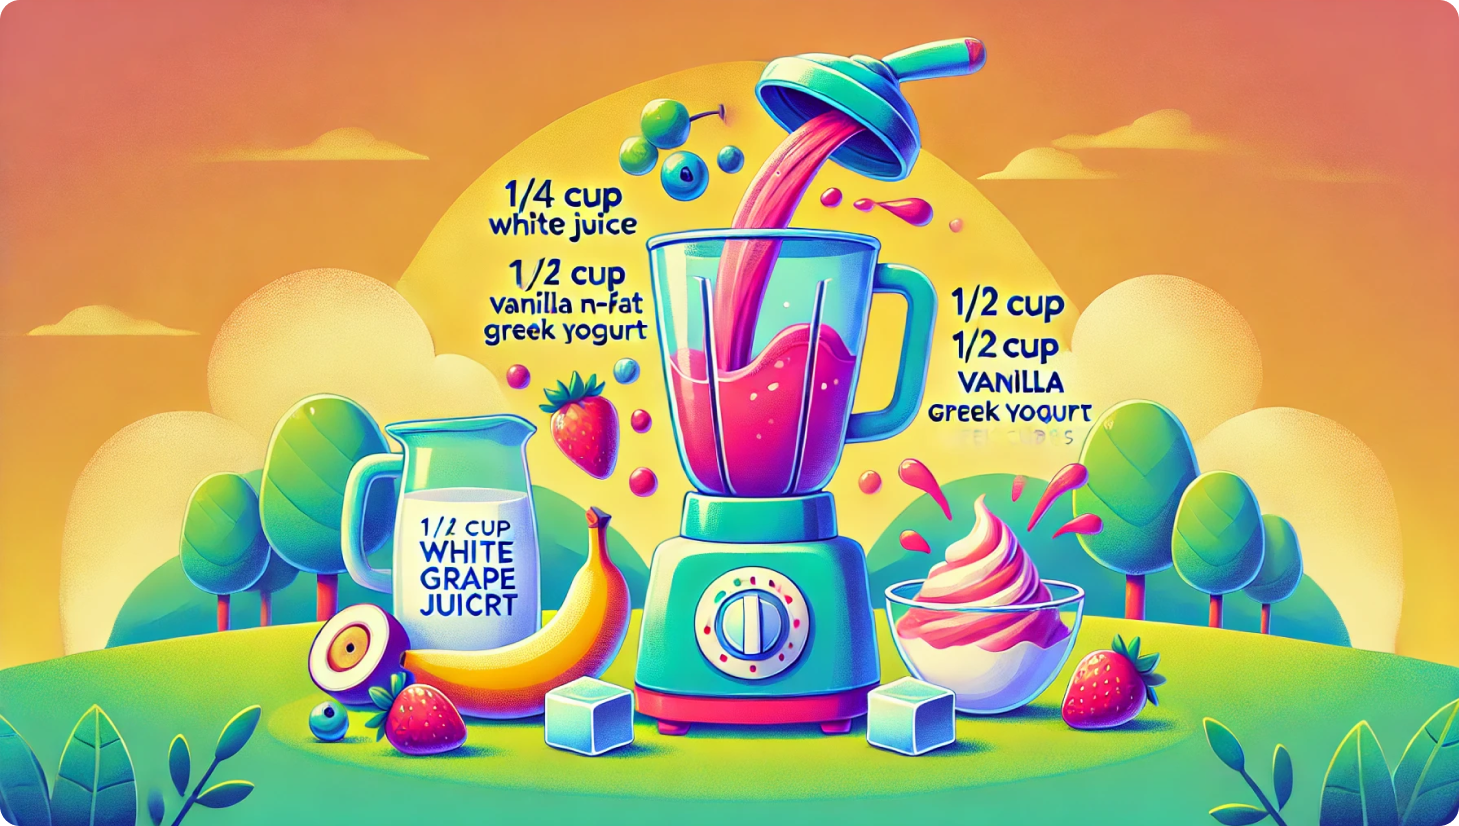 1/4 cup
white juice
1/2 cup
vanilla n-fat
greek yogurt
1/2 cup
1/2 cup
VANILLA
Greek Yogurt
1/2 CUP
WHITE
GRAPE
JUICRT